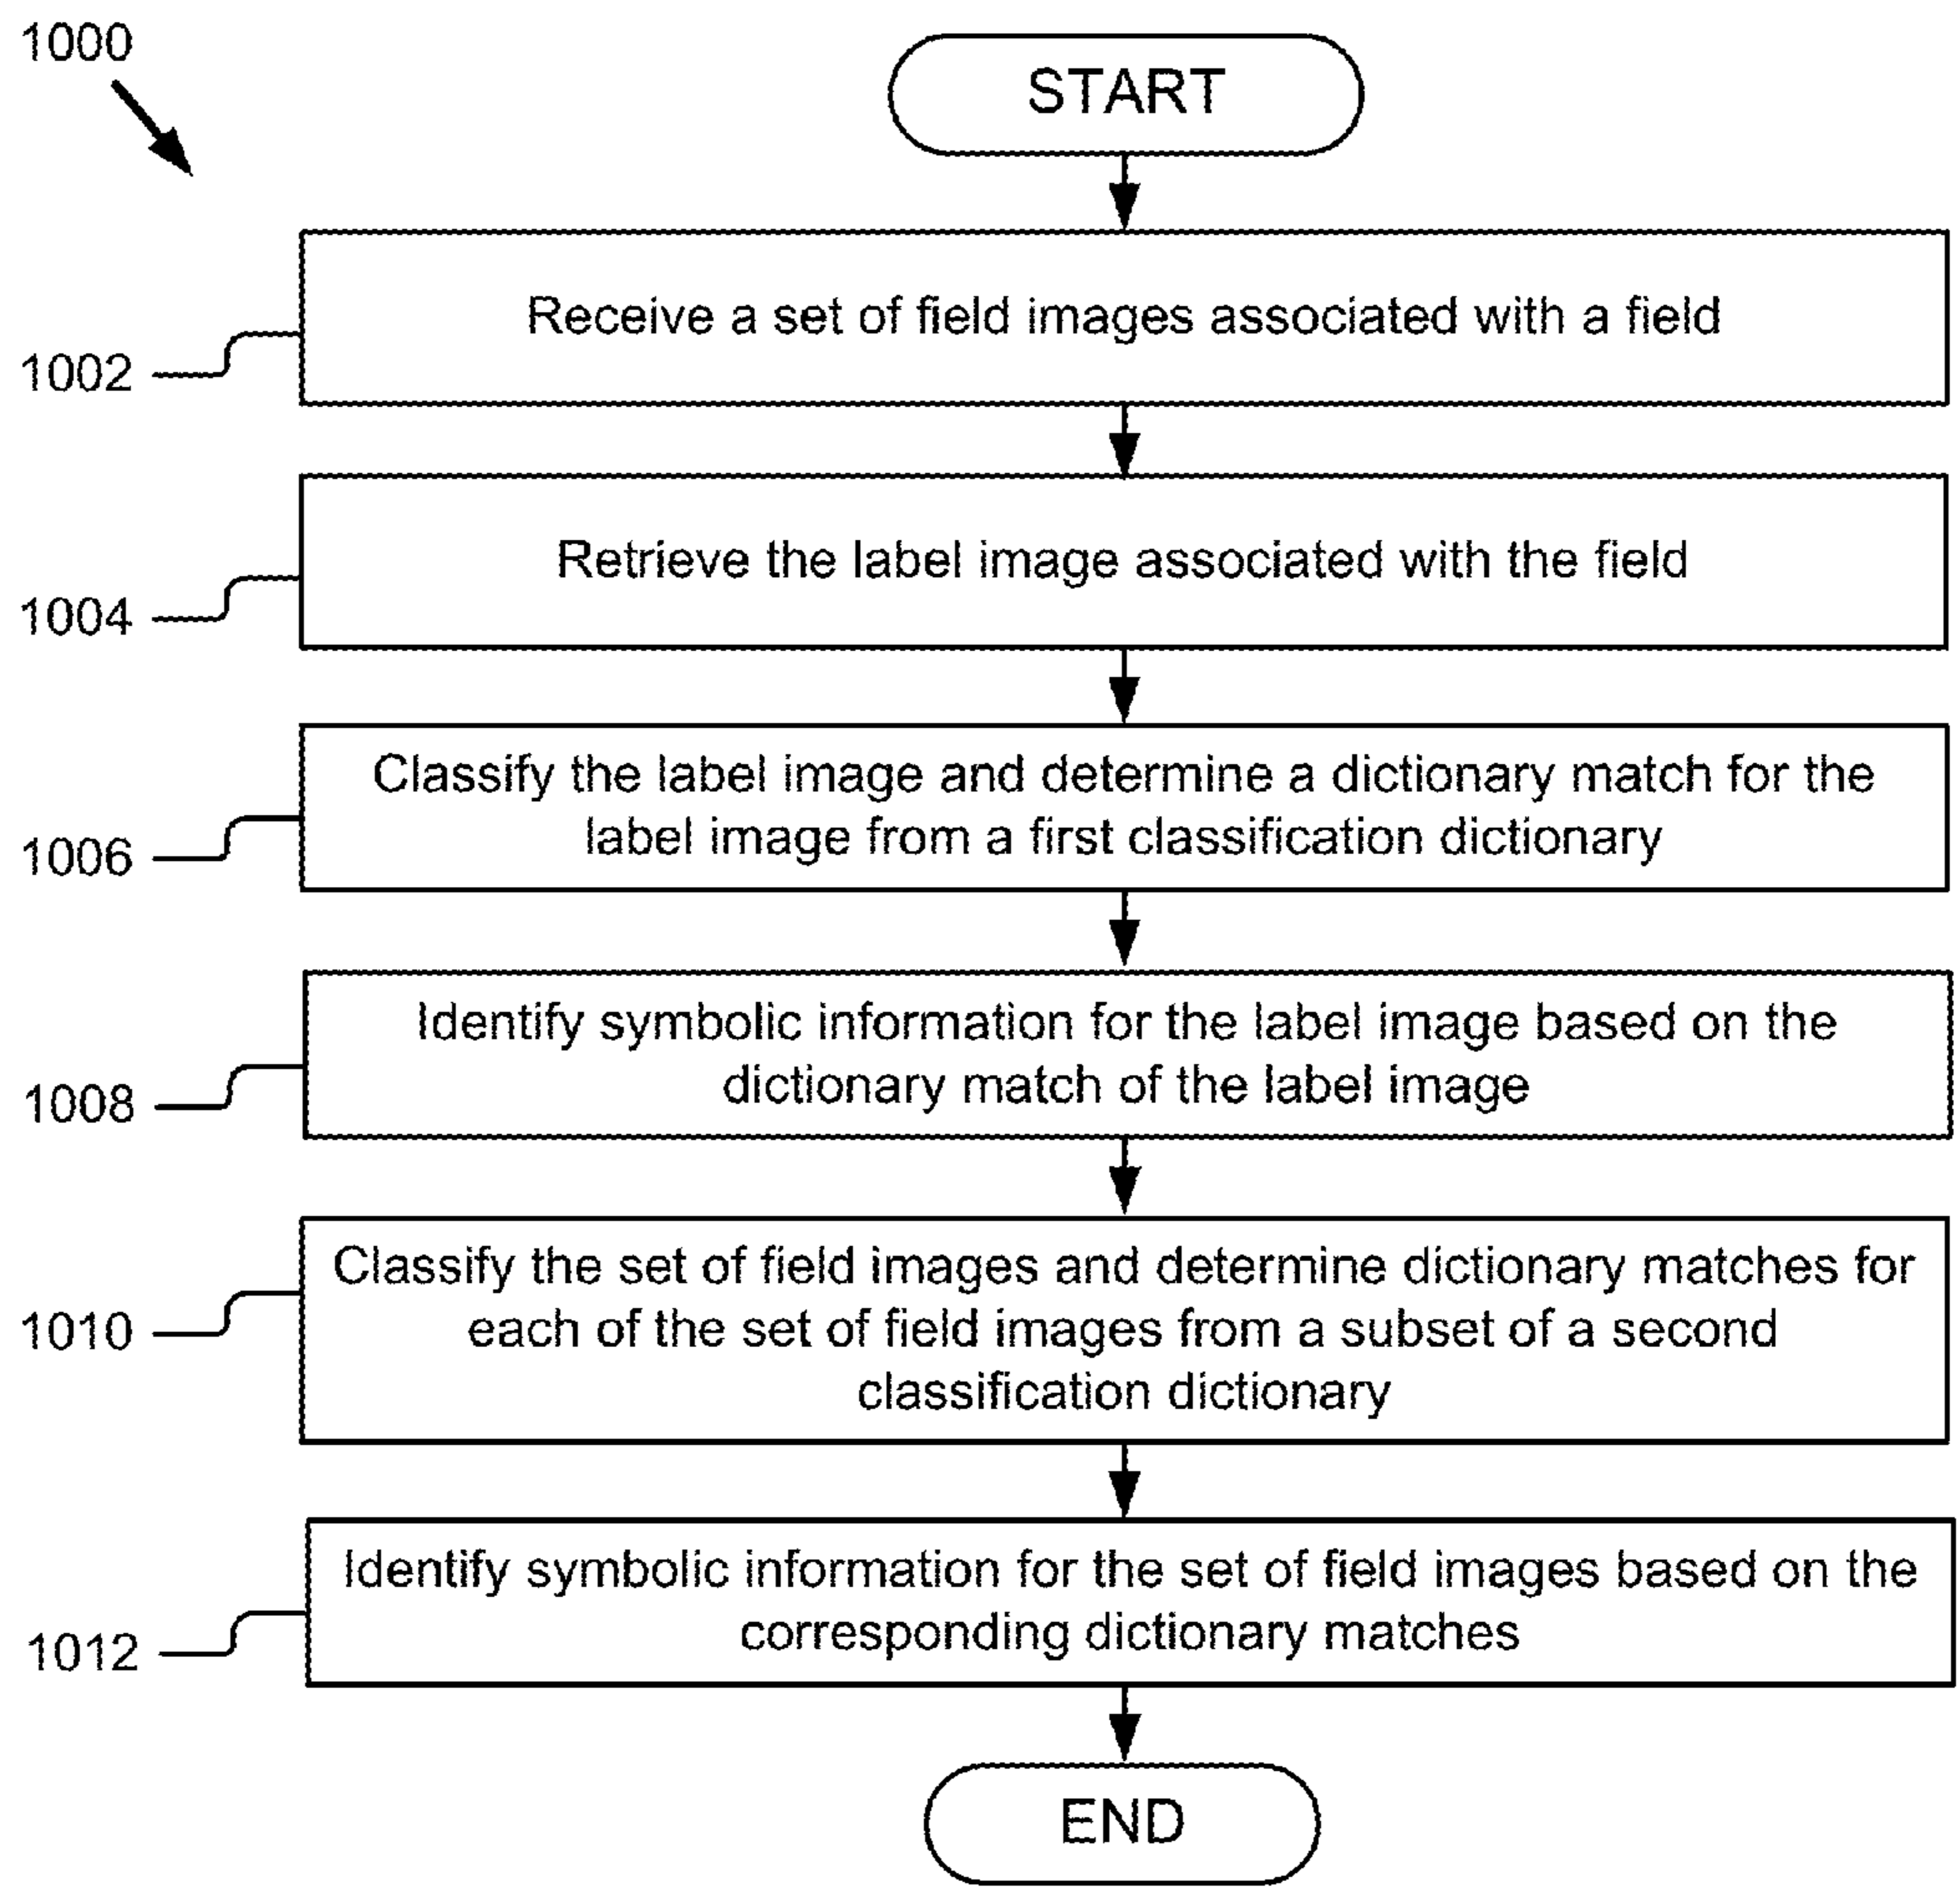 1000
START
Receive a set of field images associated with a field
1002
Retrieve the label image associated with the field
1004
Classify the label image and determine a dictionary match for the
label image from a first classification dictionary
1006
Identify symbolic information for the label image based on the
dictionary match of the label image
1008
Classify the set of field images and determine dictionary matches for
each of the set of field images from a subset of a second
classification dictionary
1010
Identify symbolic information for the set of field images based on the
corresponding dictionary matches
1012
END